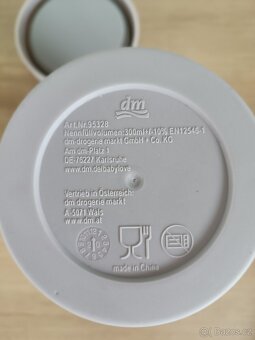 dm
Art.Nr.95328
Nennfüllvolumen:300ml+/-10% EN12546-1
dm-drogerie markt GmbH + Co. KG
Am dm-Platz 1
DE-76227 Karlsruhe
www.dm.de/babylove
Vertrieb in Österreich:
dm drogerie markt
A-5071 Wals
www.dm.at
made in China